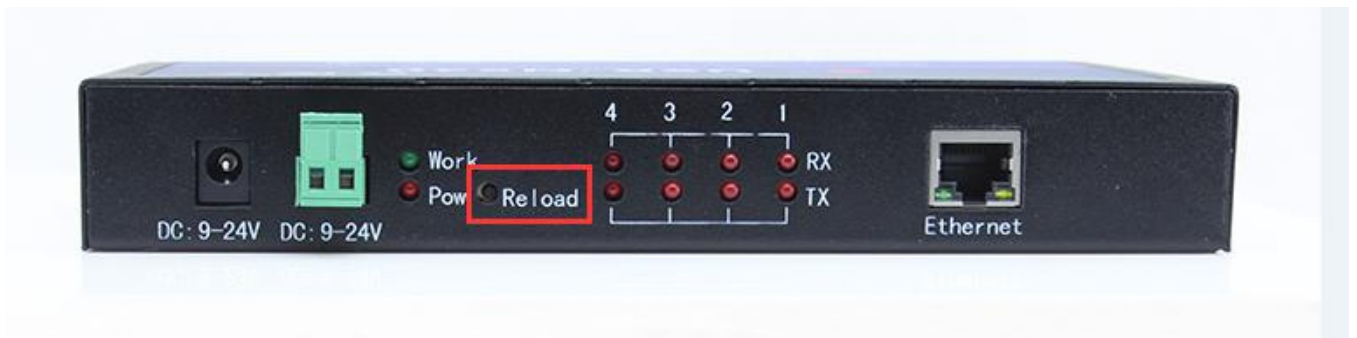 4 3 2 1
Work
RX
Pow
Reload
TX
DC: 9-24V
DC: 9-24V
Ethernet